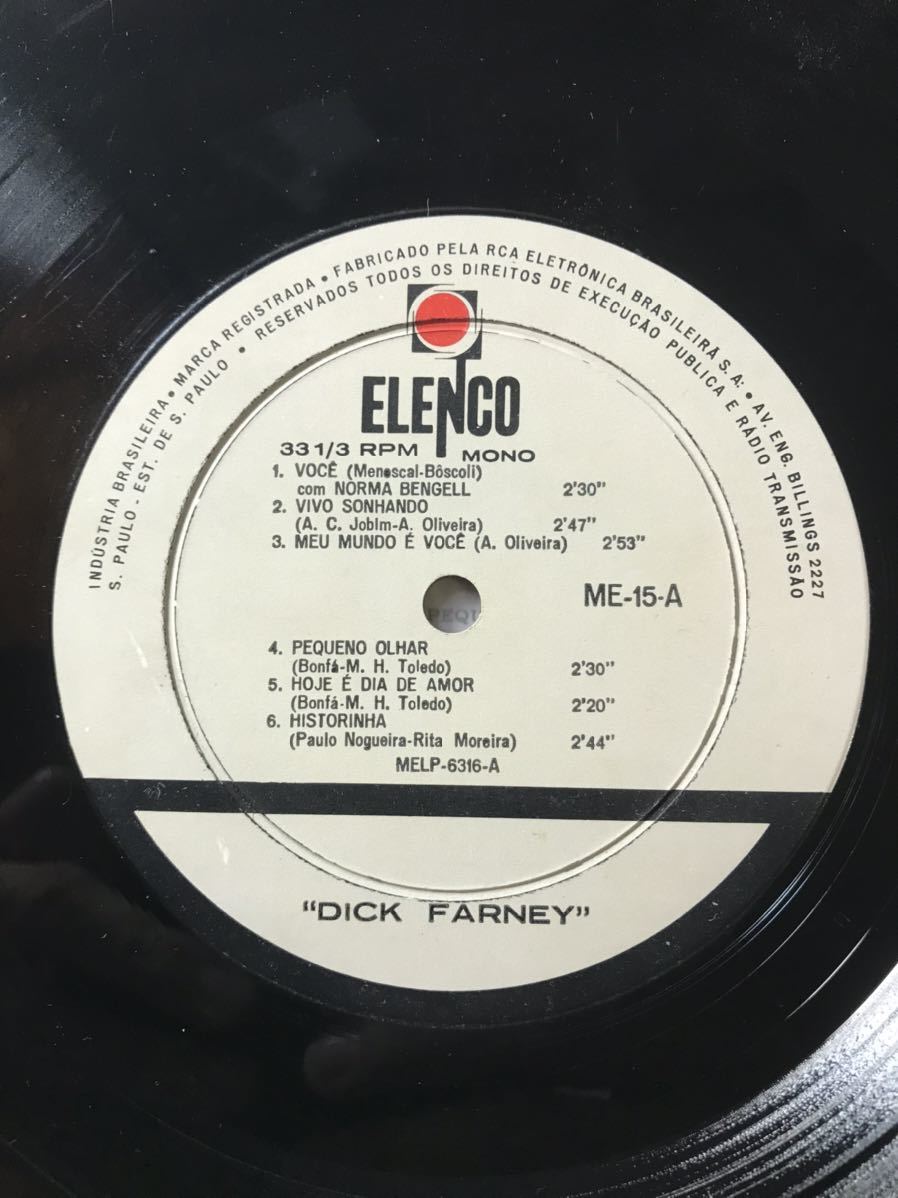 INDÚSTRIA BRASILEIRA • MARCA REGISTRADA • FABRICADO PELA RCA ELETRÔNICA BRASILEIRA S. A. • AV. ENG. BILLINGS 2227
S. PAULO - EST. DE S. PAULO • RESERVADOS TODOS OS DIREITOS DE EXECUÇÃO PUBLICA E RÁDIO TRANSMISSÃO
ELENCO
33 1/3 RPM MONO
1. VOCÊ (Menescal-Bôscoli)
com NORMA BENGELL 2'30"
2. VIVO SONHANDO
(A. C. Jobim-A. Oliveira) 2'47"
3. MEU MUNDO É VOCÊ (A. Oliveira) 2'53"
ME-15-A
PEQU
4. PEQUENO OLHAR
(Bonfá-M. H. Toledo) 2'30"
5. HOJE É DIA DE AMOR
(Bonfá-M. H. Toledo) 2'20"
6. HISTORINHA
(Paulo Nogueira-Rita Moreira) 2'44"
MELP-6316-A
"DICK FARNEY"